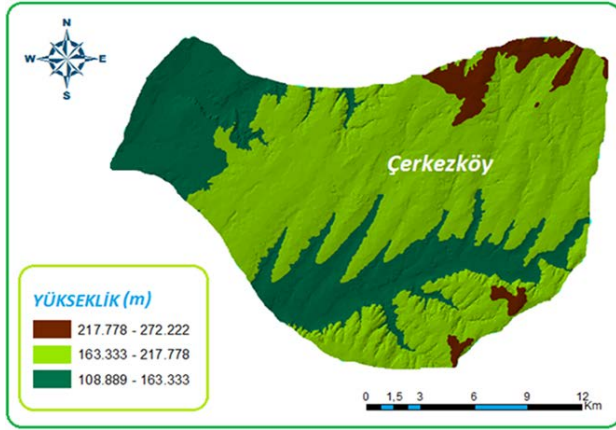 N
W E
S
Çerkezköy
YÜKSEKLİK (m)
217.778 - 272.222
163.333 - 217.778
108.889 - 163.333
0 1,5 3 6 9 12
Km